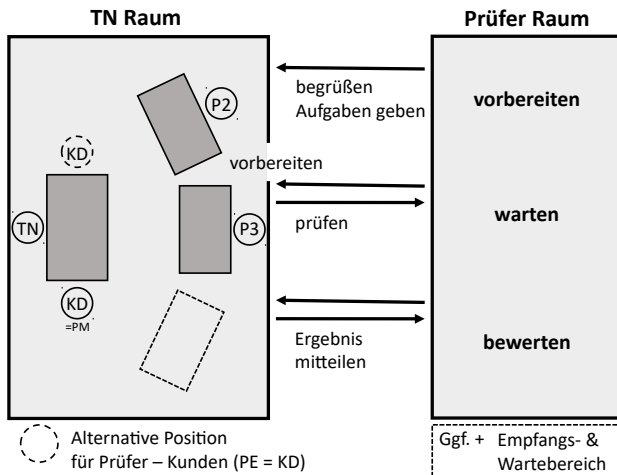 TN Raum
Prüfer Raum
P2
begrüßen
Aufgaben geben
vorbereiten
KD
vorbereiten
TN
P3
prüfen
warten
KD
=PM
Ergebnis
mitteilen
bewerten
Alternative Position
für Prüfer – Kunden (PE = KD)
Ggf. + Empfangs- &
Wartebereich